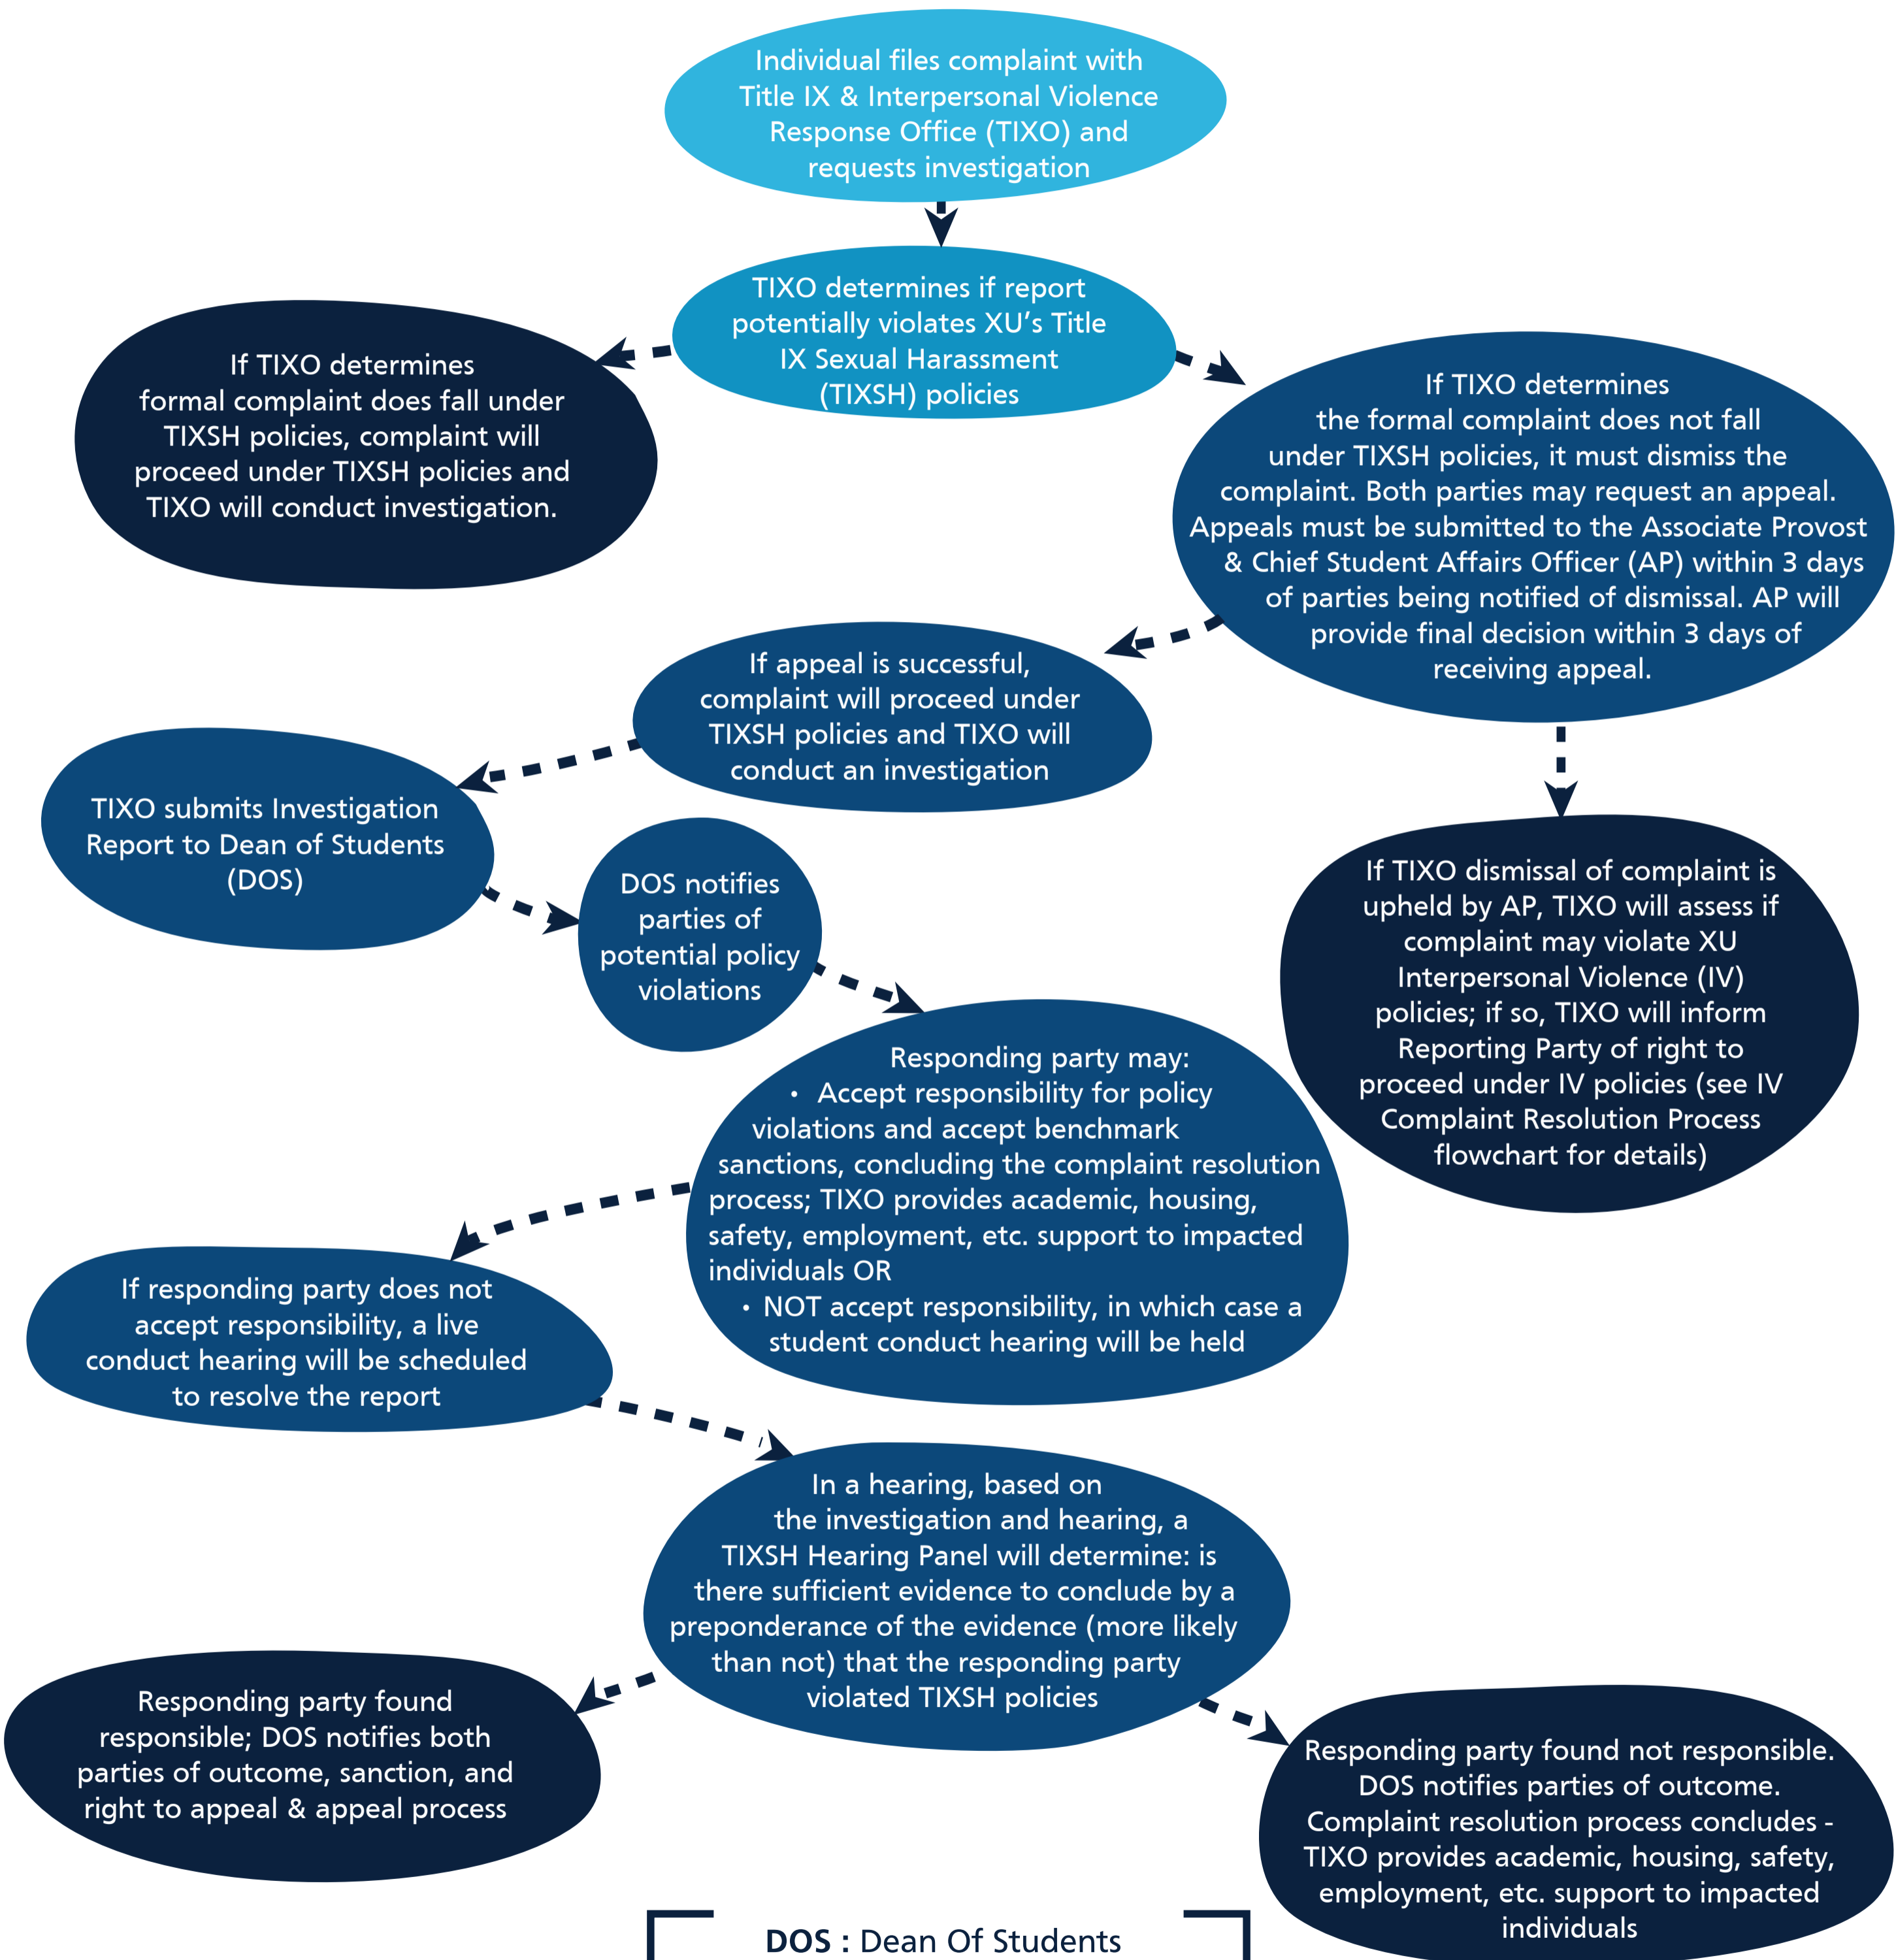 Individual files complaint with
Title IX & Interpersonal Violence
Response Office (TIXO) and
requests investigation
TIXO determines if report
potentially violates XU’s Title
IX Sexual Harassment
(TIXSH) policies
If TIXO determines
formal complaint does fall under
TIXSH policies, complaint will
proceed under TIXSH policies and
TIXO will conduct investigation.
If TIXO determines
the formal complaint does not fall
under TIXSH policies, it must dismiss the
complaint. Both parties may request an appeal.
Appeals must be submitted to the Associate Provost
& Chief Student Affairs Officer (AP) within 3 days
of parties being notified of dismissal. AP will
provide final decision within 3 days of
receiving appeal.
If appeal is successful,
complaint will proceed under
TIXSH policies and TIXO will
conduct an investigation
TIXO submits Investigation
Report to Dean of Students
(DOS)
DOS notifies
parties of
potential policy
violations
If TIXO dismissal of complaint is
upheld by AP, TIXO will assess if
complaint may violate XU
Interpersonal Violence (IV)
policies; if so, TIXO will inform
Reporting Party of right to
proceed under IV policies (see IV
Complaint Resolution Process
flowchart for details)
Responding party may:
• Accept responsibility for policy
violations and accept benchmark
sanctions, concluding the complaint resolution
process; TIXO provides academic, housing,
safety, employment, etc. support to impacted
individuals OR
• NOT accept responsibility, in which case a
student conduct hearing will be held
If responding party does not
accept responsibility, a live
conduct hearing will be scheduled
to resolve the report
In a hearing, based on
the investigation and hearing, a
TIXSH Hearing Panel will determine: is
there sufficient evidence to conclude by a
preponderance of the evidence (more likely
than not) that the responding party
violated TIXSH policies
Responding party found
responsible; DOS notifies both
parties of outcome, sanction, and
right to appeal & appeal process
Responding party found not responsible.
DOS notifies parties of outcome.
Complaint resolution process concludes -
TIXO provides academic, housing, safety,
employment, etc. support to impacted
individuals
DOS : Dean Of Students